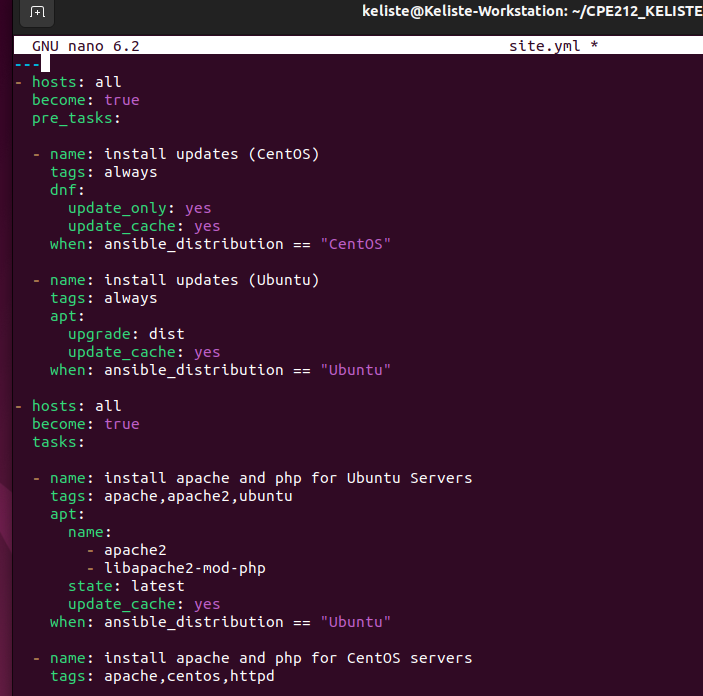 keliste@Keliste-Workstation: ~/CPE212_KELISTE
GNU nano 6.2 site.yml *
---
- hosts: all
  become: true
  pre_tasks:

  - name: install updates (CentOS)
    tags: always
    dnf:
      update_only: yes
      update_cache: yes
    when: ansible_distribution == "CentOS"

  - name: install updates (Ubuntu)
    tags: always
    apt:
      upgrade: dist
      update_cache: yes
    when: ansible_distribution == "Ubuntu"

- hosts: all
  become: true
  tasks:

  - name: install apache and php for Ubuntu Servers
    tags: apache,apache2,ubuntu
    apt:
      name:
        - apache2
        - libapache2-mod-php
      state: latest
      update_cache: yes
    when: ansible_distribution == "Ubuntu"

  - name: install apache and php for CentOS servers
    tags: apache,centos,httpd